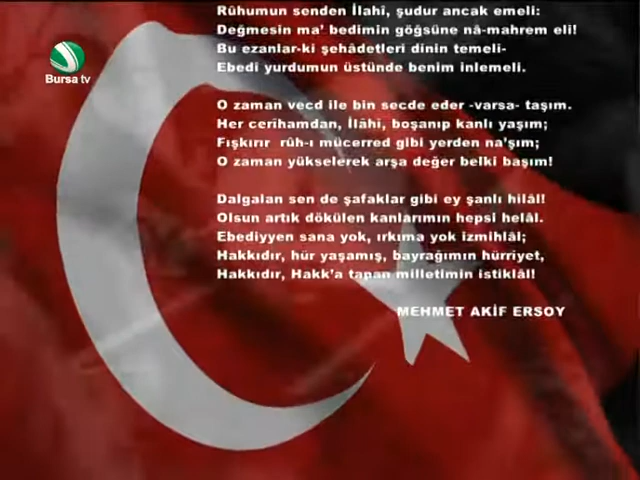 Bursa tv
Rûhumun senden İlahî, şudur ancak emeli:
Değmesin ma' bedimin göğsüne nâ-mahrem eli!
Bu ezanlar-ki şehâdetleri dinin temeli-
Ebedî yurdumun üstünde benim inlemeli.
O zaman vecd ile bin secde eder -varsa- taşım.
Her cerîhamdan, İlâhî, boşanıp kanlı yaşım;
Fışkırır rûh-ı mücerred gibi yerden na'şım;
O zaman yükselerek arşa değer belki başım!
Dalgalan sen de şafaklar gibi ey şanlı hilâl!
Olsun artık dökülen kanlarımın hepsi helâl.
Ebediyyen sana yok, ırkıma yok izmihlâl;
Hakkıdır, hür yaşamış, bayrağımın hürriyet,
Hakkıdır, Hakk'a tapan milletimin istiklâl!
MEHMET AKİF ERSOY